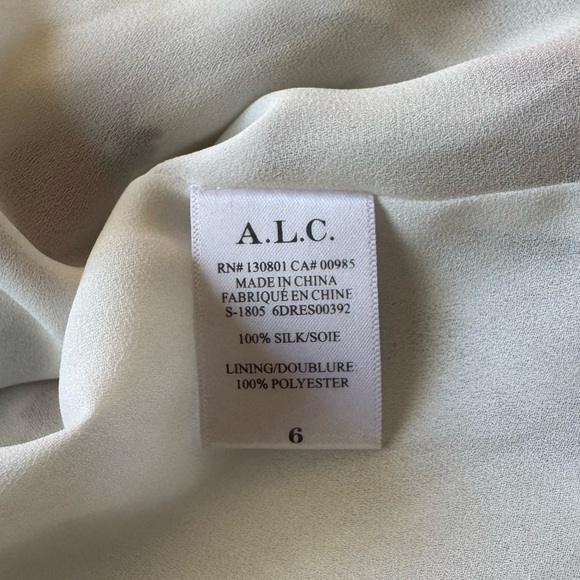 A.L.C.
RN# 130801 CA# 00985
MADE IN CHINA
FABRIQUÉ EN CHINE
S-1805 6DRES00392
100% SILK/SOIE
LINING/DOUBLURE:
100% POLYESTER
6